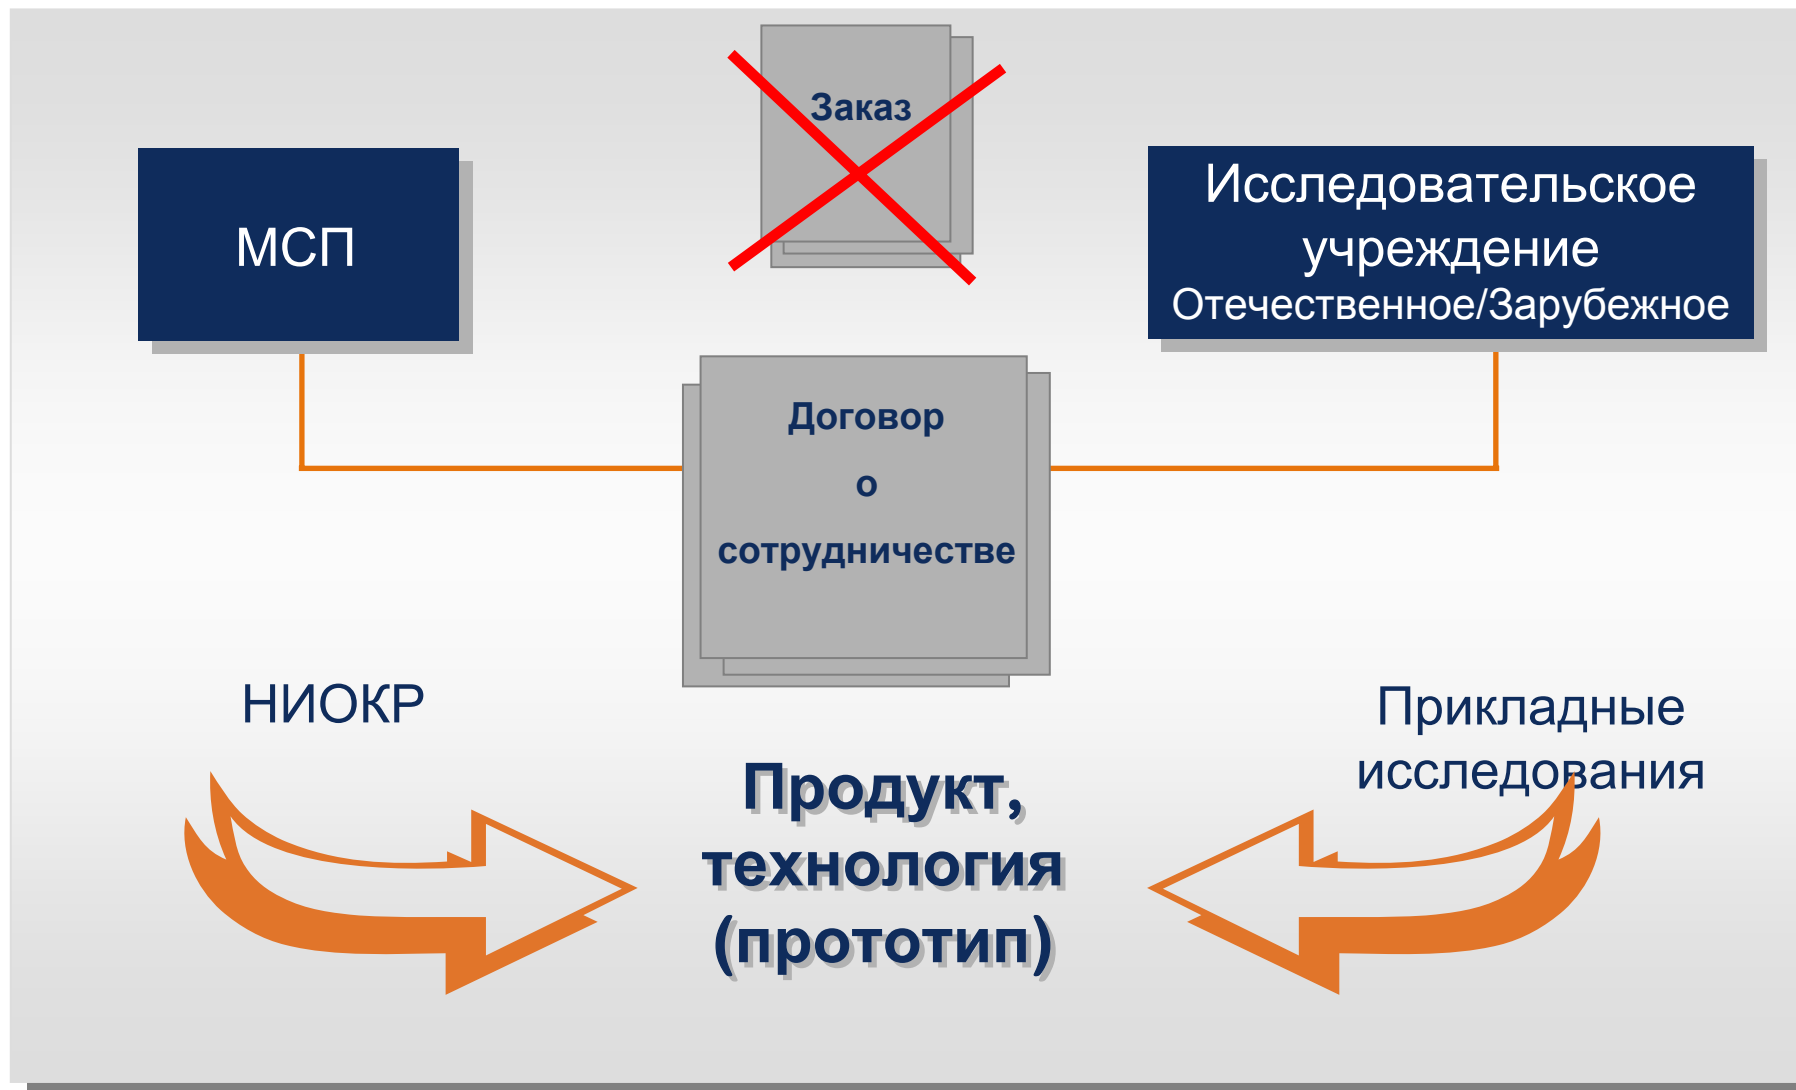 Заказ
МСП
Исследовательское
учреждение
Отечественное/Зарубежное
Договор
о
сотрудничестве
НИОКР
Прикладные
исследования
Продукт,
технология
(прототип)